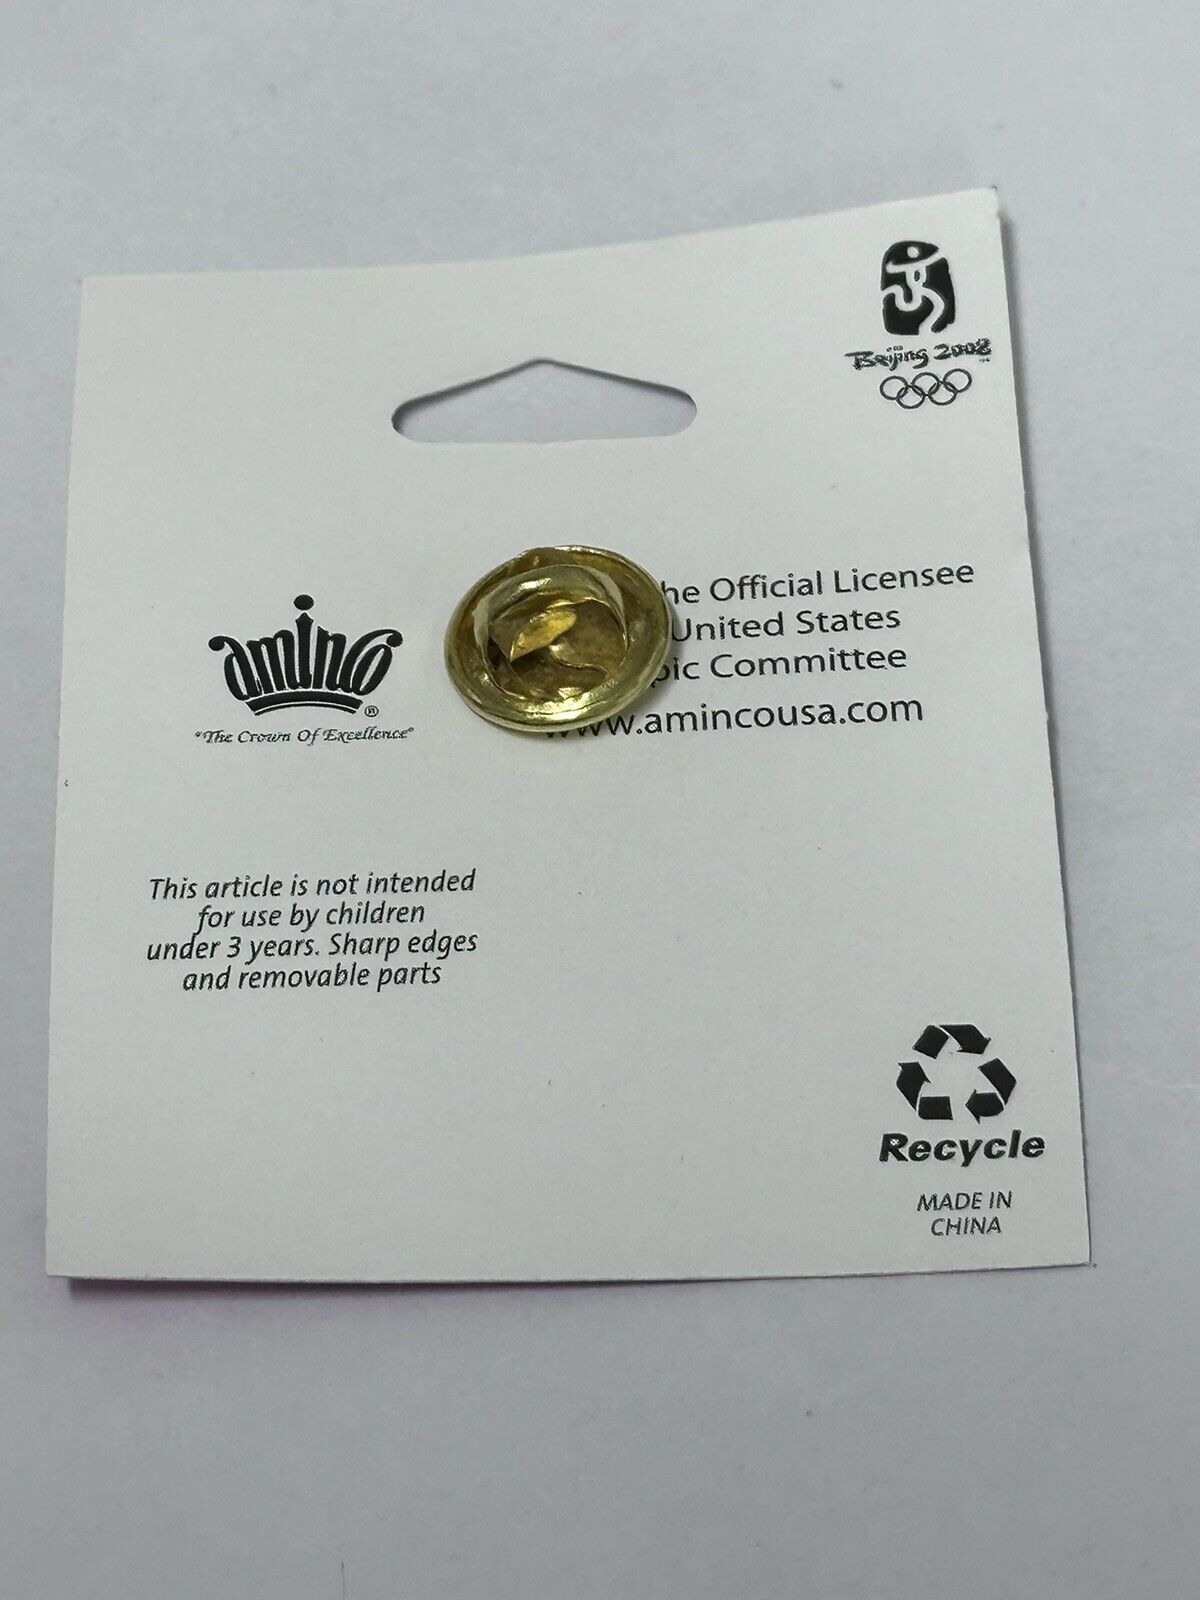 Beijing 2008
he Official Licensee
United States
pic Committee
www.amincousa.com
aminco®
"The Crown Of Excellence"
This article is not intended
for use by children
under 3 years. Sharp edges
and removable parts
Recycle
MADE IN
CHINA